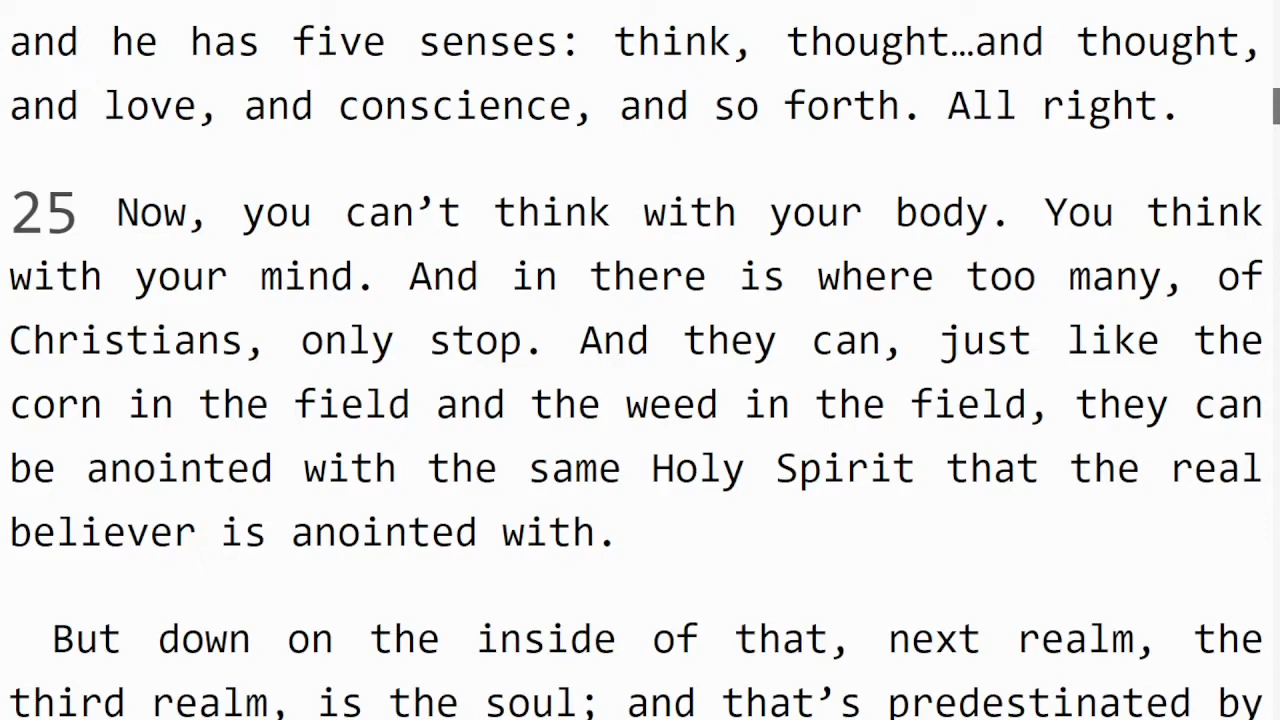 and he has five senses: think, thought…and thought,
and love, and conscience, and so forth. All right.
25 Now, you can’t think with your body. You think
with your mind. And in there is where too many, of
Christians, only stop. And they can, just like the
corn in the field and the weed in the field, they can
be anointed with the same Holy Spirit that the real
believer is anointed with.
But down on the inside of that, next realm, the
third realm, is the soul; and that’s predestinated by